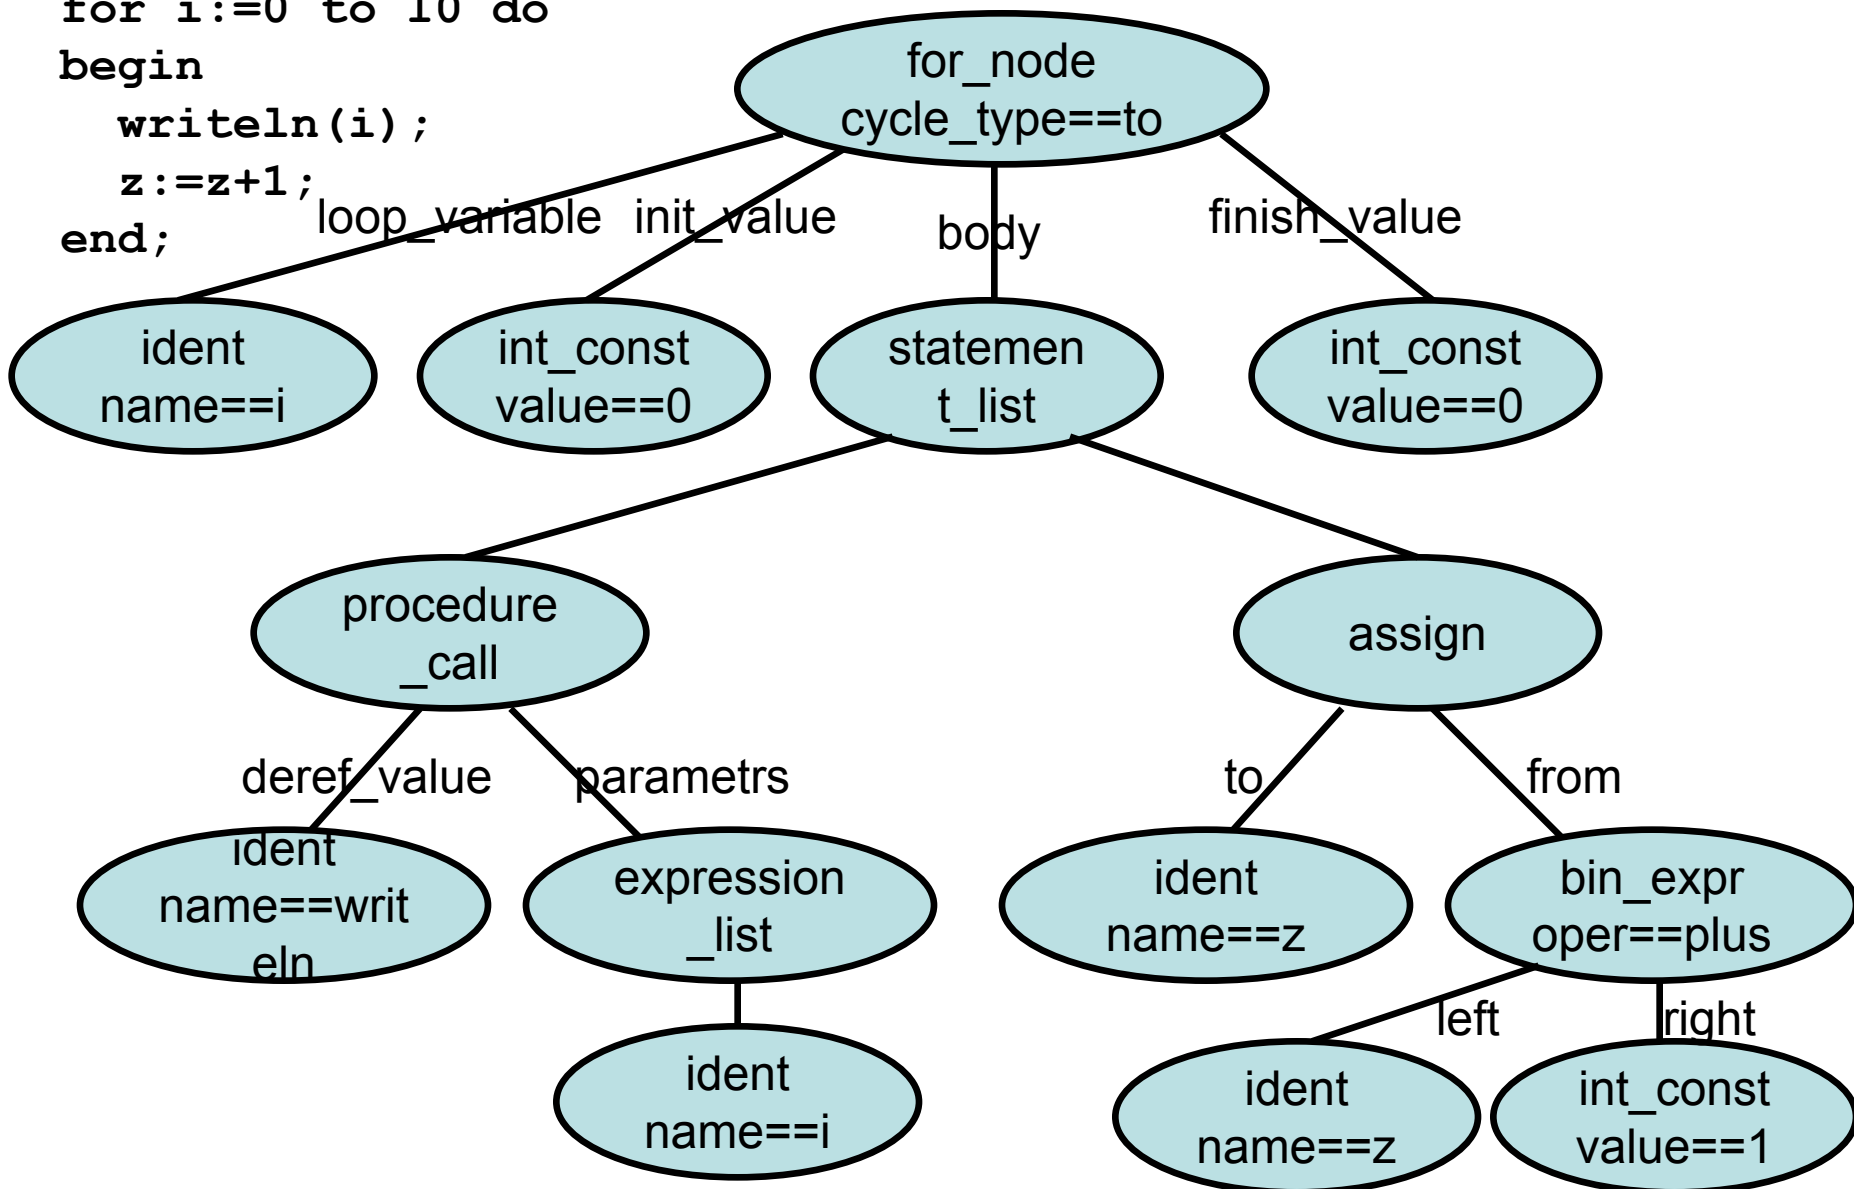 for i:=0 to 10 do
begin
writeln(i);
z:=z+1;
end;
for_node
cycle_type==to
loop_variable
init_value
body
finish_value
ident
name==i
int_const
value==0
statemen
t_list
int_const
value==0
procedure
_call
assign
deref_value
parametrs
to
from
ident
name==writ
eln
expression
_list
ident
name==z
bin_expr
oper==plus
left
right
ident
name==i
ident
name==z
int_const
value==1